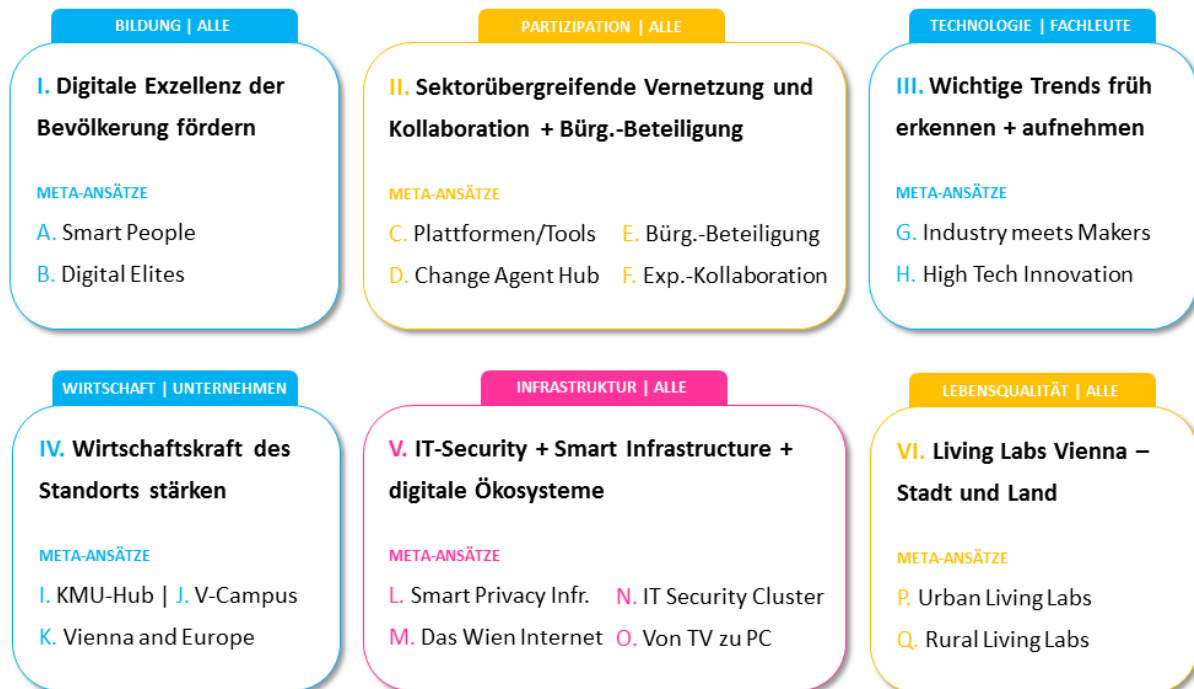 BILDUNG | ALLE
I. Digitale Exzellenz der
Bevölkerung fördern
META-ANSÄTZE
A. Smart People
B. Digital Elites
PARTIZIPATION | ALLE
II. Sektorübergreifende Vernetzung und
Kollaboration + Bürg.-Beteiligung
META-ANSÄTZE
C. Plattformen/Tools E. Bürg.-Beteiligung
D. Change Agent Hub F. Exp.-Kollaboration
TECHNOLOGIE | FACHLEUTE
III. Wichtige Trends früh
erkennen + aufnehmen
META-ANSÄTZE
G. Industry meets Makers
H. High Tech Innovation
WIRTSCHAFT | UNTERNEHMEN
IV. Wirtschaftskraft des
Standorts stärken
META-ANSÄTZE
I. KMU-Hub | J. V-Campus
K. Vienna and Europe
INFRASTRUKTUR | ALLE
V. IT-Security + Smart Infrastructure +
digitale Ökosysteme
META-ANSÄTZE
L. Smart Privacy Infr. N. IT Security Cluster
M. Das Wien Internet O. Von TV zu PC
LEBENSQUALITÄT | ALLE
VI. Living Labs Vienna –
Stadt und Land
META-ANSÄTZE
P. Urban Living Labs
Q. Rural Living Labs